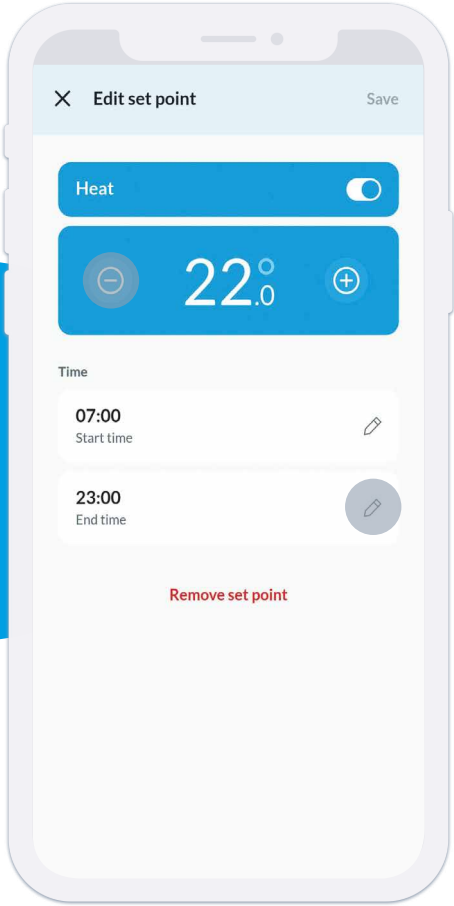 Edit set point
Save
Heat
22.0°
Time
07:00
Start time
23:00
End time
Remove set point